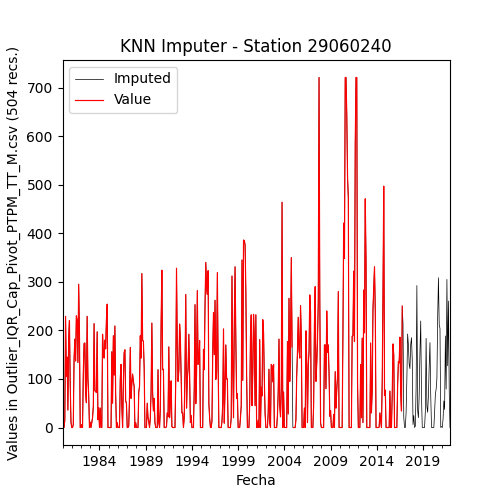 KNN Imputer - Station 29060240
Imputed
Value
Values in Outlier_IQR_Cap_Pivot_PTPM_TT_M.csv (504 recs.)
700
600
500
400
300
200
100
0
1984 1989 1994 1999 2004 2009 2014 2019
Fecha